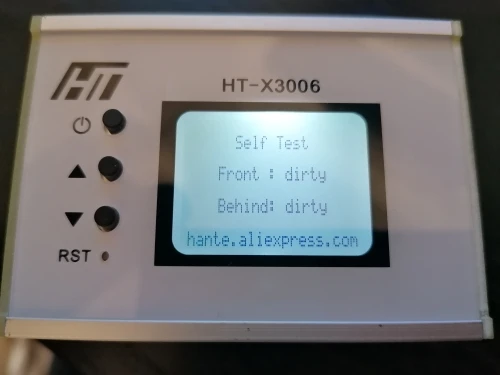 HT
HT-X3006
Self Test
Front : dirty
Behind: dirty
hante.aliexpress.com
RST